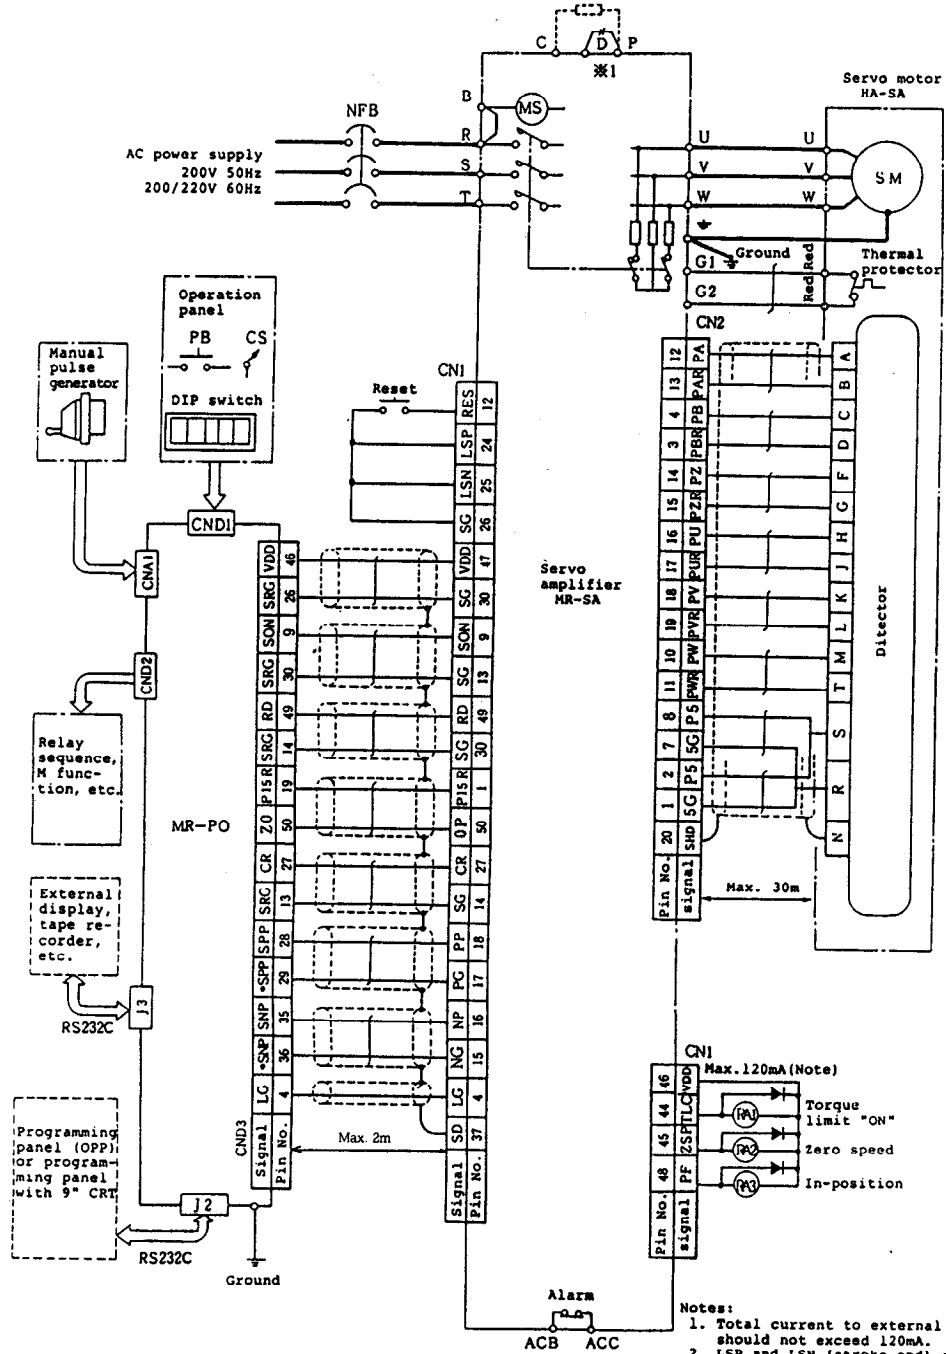 C
D
P
※1
B
MS
NFB
R
S
T
AC power supply
200V 50Hz
200/220V 60Hz
U
V
W
Ground
G1
G2
Servo motor
HA-SA
U
V
W
SM
Red Red
Red
Thermal
protector
Operation
panel
PB
CS
DIP switch
Manual
pulse
generator
CND1
CNA1
CND2
Relay
sequence,
M func-
tion, etc.
MR-PO
External
display,
tape re-
corder,
etc.
J3
RS232C
Programming
panel (OPP)
or program-
ming panel
with 9" CRT
J2
RS232C
Ground
CND3
VDD 46
SRG 26
SON 9
SRG 30
RD 49
SRG 14
P15R 19
ZO 50
CR 27
SRG 13
SPP 28
*SPP 29
SNP 35
*SNP 36
LG 4
Signal Pin No.
Max. 2m
Reset
CN1
RES 12
LSP 24
LSN 25
SG 26
VDD 47
SG 30
SON 9
SG 13
RD 49
SG 30
P15R 1
OP 50
CR 27
SG 14
PP 18
PG 17
NP 16
NG 15
LG 4
SD 37
Signal Pin No.
Servo
amplifier
MR-SA
CN2
12 PA
13 PAR
4 PB
3 PBR
14 PZ
15 PZR
16 PU
17 PUR
18 PV
19 PVR
10 PW
11 PWR
8 P5
7 5G
2 P5
1 5G
20 SHD
Pin No. signal
Max. 30m
A
B
C
D
F
G
H
J
K
L
M
T
S
R
N
Ditector
CN1
46 VDD
44 TLC
45 ZSP
48 PF
Pin No. signal
Max.120mA(Note)
RA1
Torque
limit "ON"
RA2
Zero speed
RA3
In-position
Alarm
ACB
ACC
Notes:
1. Total current to external
should not exceed 120mA.
2. LSP and LSN (stroke end)